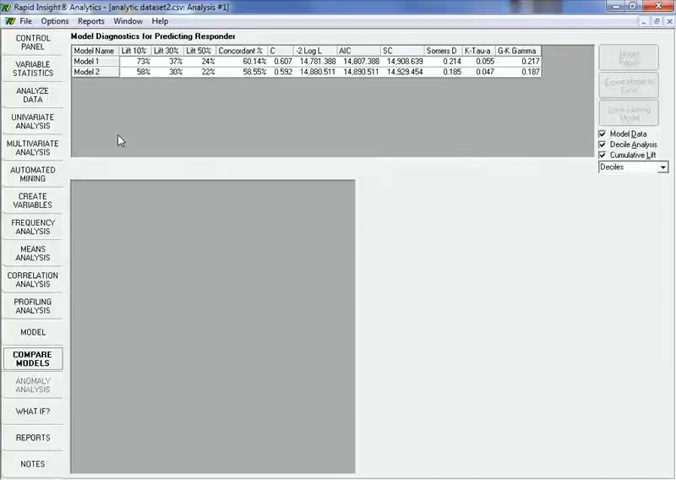 Rapid Insight® Analytics - [analytic dataset2.csv: Analysis #1]
File Options Reports Window Help
CONTROL PANEL
VARIABLE STATISTICS
ANALYZE DATA
UNIVARIATE ANALYSIS
MULTIVARIATE ANALYSIS
AUTOMATED MINING
CREATE VARIABLES
FREQUENCY ANALYSIS
MEANS ANALYSIS
CORRELATION ANALYSIS
PROFILING ANALYSIS
MODEL
COMPARE MODELS
ANOMALY ANALYSIS
WHAT IF?
REPORTS
NOTES
Model Diagnostics for Predicting Responder
Model Name Lift 10% Lift 30% Lift 50% Concordant % C -2 Log L AIC SC Somers D K-Tau-a G-K Gamma
Model 1 73% 37% 24% 60.14% 0.607 14,781.388 14,807.388 14,908.639 0.214 0.055 0.217
Model 2 58% 30% 22% 58.55% 0.592 14,880.511 14,890.511 14,929.454 0.185 0.047 0.187
Model Report
Export Model to Excel
Model
Model Data
Decile Analysis
Cumulative Lift
Deciles